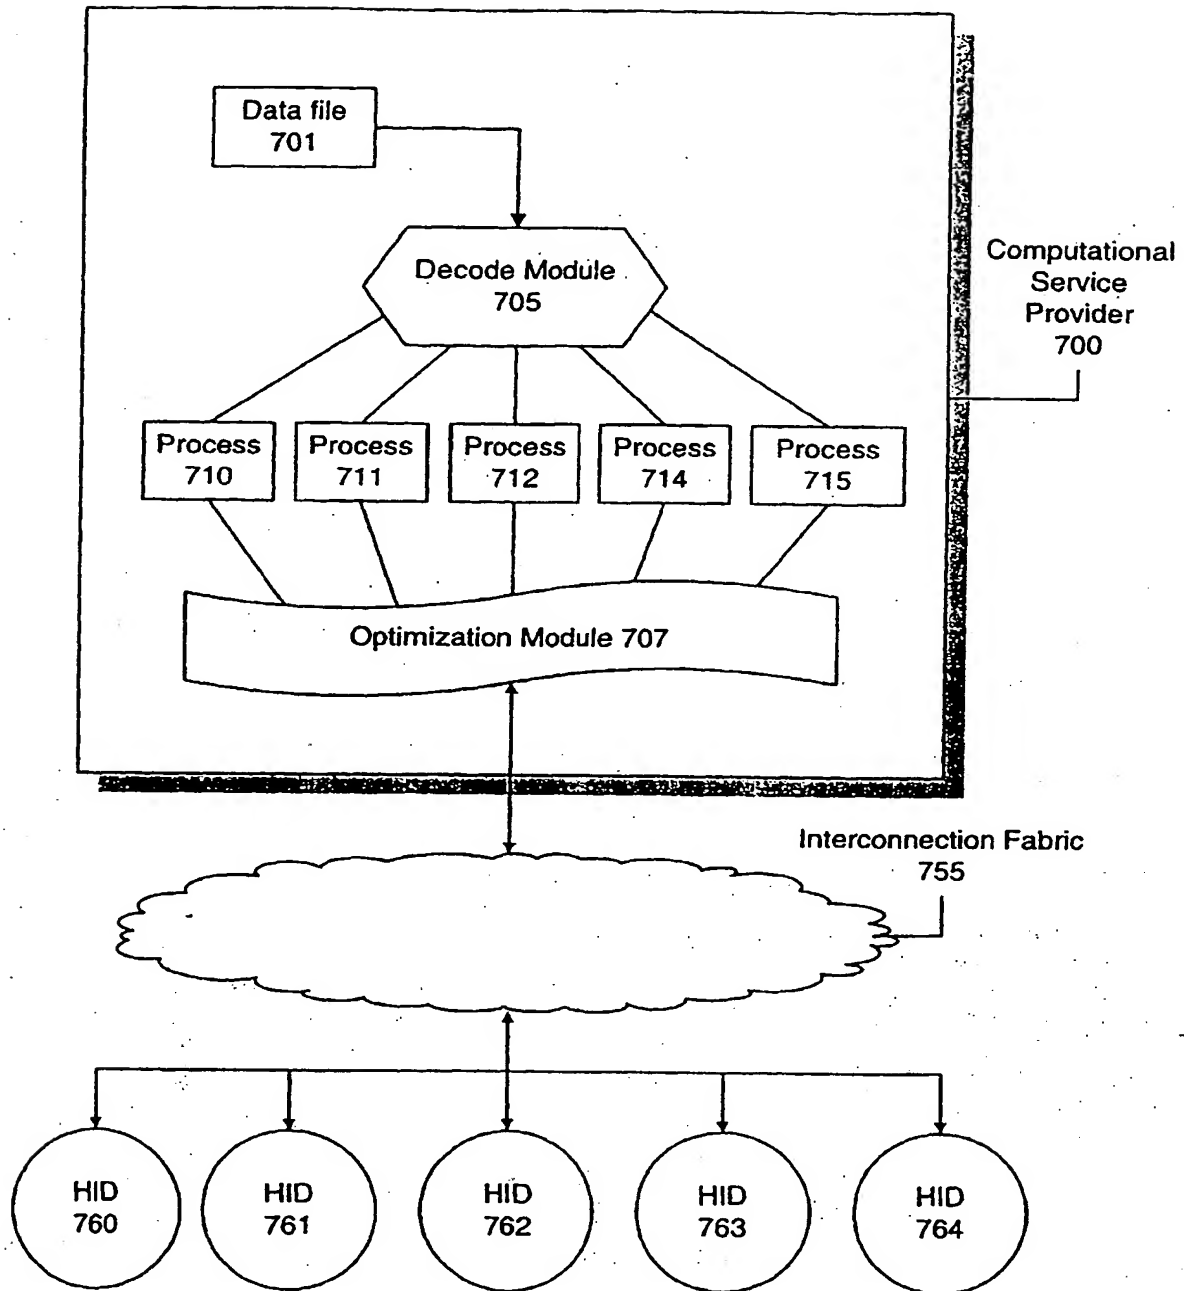 Data file
701
Decode Module
705
Computational
Service
Provider
700
Process
710
Process
711
Process
712
Process
714
Process
715
Optimization Module 707
Interconnection Fabric
755
HID
760
HID
761
HID
762
HID
763
HID
764